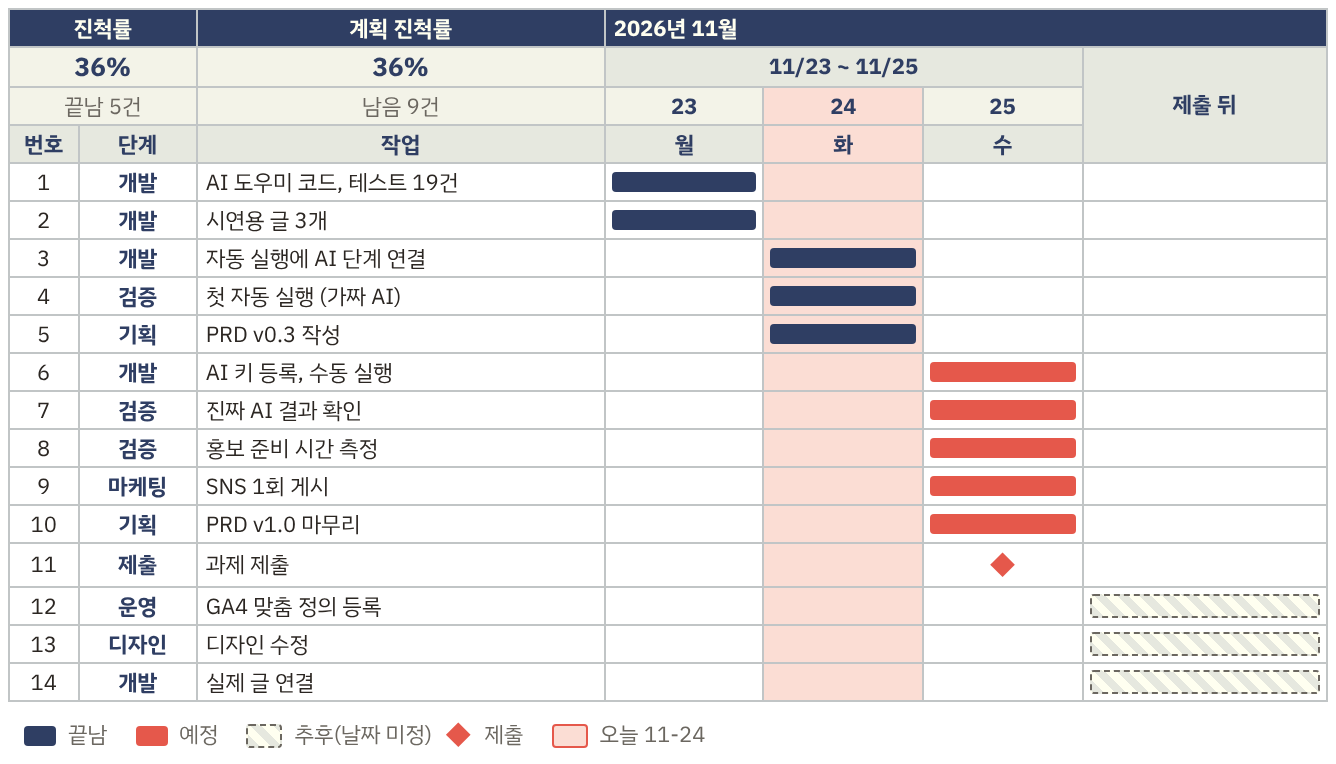 진척률 계획 진척률 2026년 11월
36% 36% 11/23 ~ 11/25 제출 뒤
끝남 5건 남음 9건 23 24 25
번호 단계 작업 월 화 수
1 개발 AI 도우미 코드, 테스트 19건
2 개발 시연용 글 3개
3 개발 자동 실행에 AI 단계 연결
4 검증 첫 자동 실행 (가짜 AI)
5 기획 PRD v0.3 작성
6 개발 AI 키 등록, 수동 실행
7 검증 진짜 AI 결과 확인
8 검증 홍보 준비 시간 측정
9 마케팅 SNS 1회 게시
10 기획 PRD v1.0 마무리
11 제출 과제 제출
12 운영 GA4 맞춤 정의 등록
13 디자인 디자인 수정
14 개발 실제 글 연결
끝남 예정 추후(날짜 미정) 제출 오늘 11-24